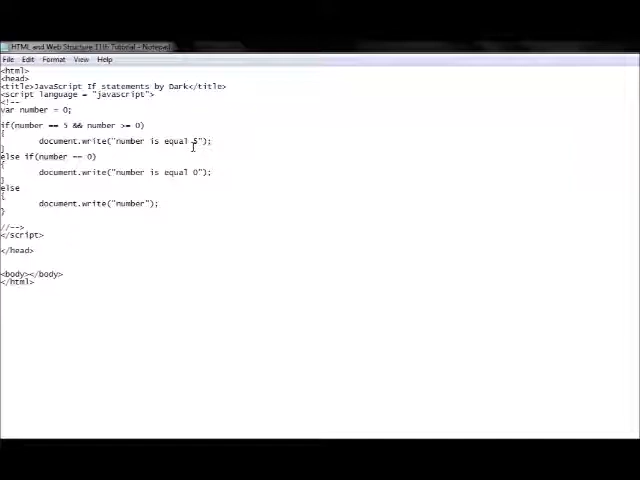 HTML and Web Structure 11th Tutorial - Notepad
File Edit Format View Help
<html>
<head>
<title>JavaScript If statements by Dark</title>
<script language = "javascript">
<!--
var number = 0;
if(number == 5 && number >= 0)
{
document.write("number is equal 5");
}
else if(number == 0)
{
document.write("number is equal 0");
}
else
{
document.write("number");
}
//-->
</script>
</head>
<body></body>
</html>